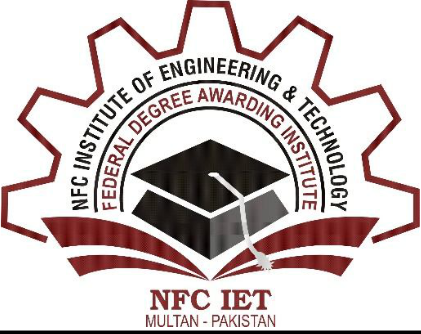 NFC INSTITUTE OF ENGINEERING & TECHNOLOGY
FEDERAL DEGREE AWARDING INSTITUTE
NFC IET
MULTAN - PAKISTAN